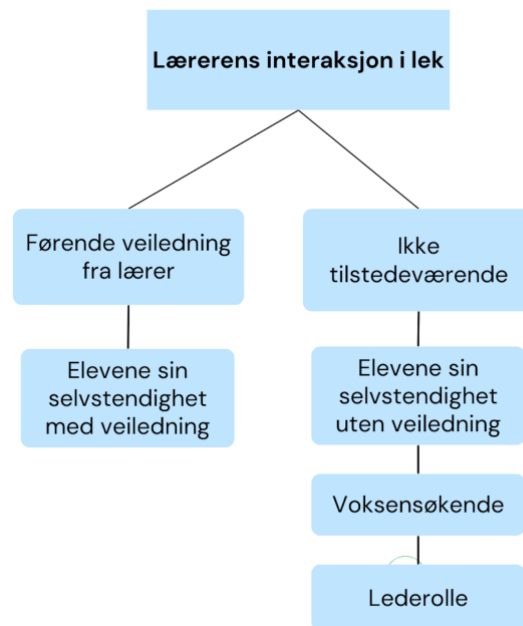 Lærerens interaksjon i lek
Førende veiledning
fra lærer
Ikke
tilstedeværende
Elevene sin
selvstendighet
med veiledning
Elevene sin
selvstendighet
uten veiledning
Voksensøkende
Lederolle